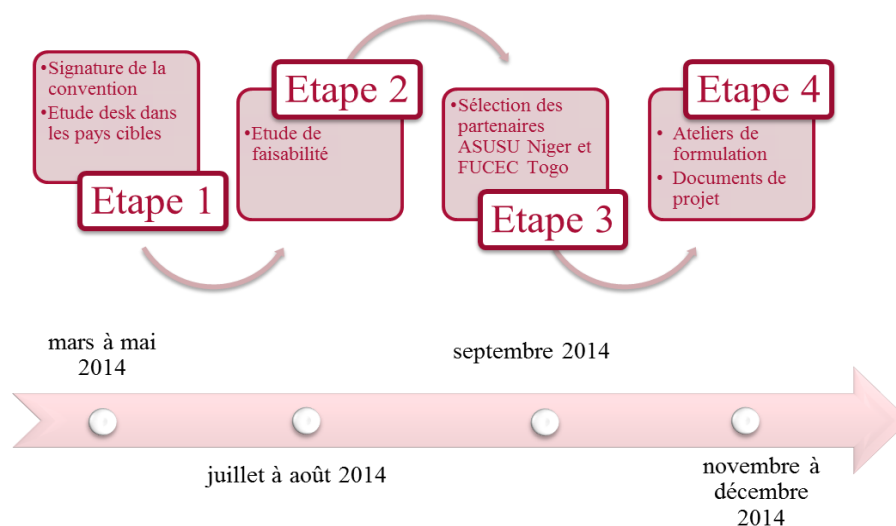 •Signature de la
convention
•Etude desk dans
les pays cibles
Etape 1
Etape 2
•Etude de
faisabilité
•Sélection des
partenaires
ASUSU Niger et
FUCEC Togo
Etape 3
Etape 4
• Ateliers de
formulation
• Documents de
projet
mars à mai
2014
juillet à août 2014
septembre 2014
novembre à
décembre
2014